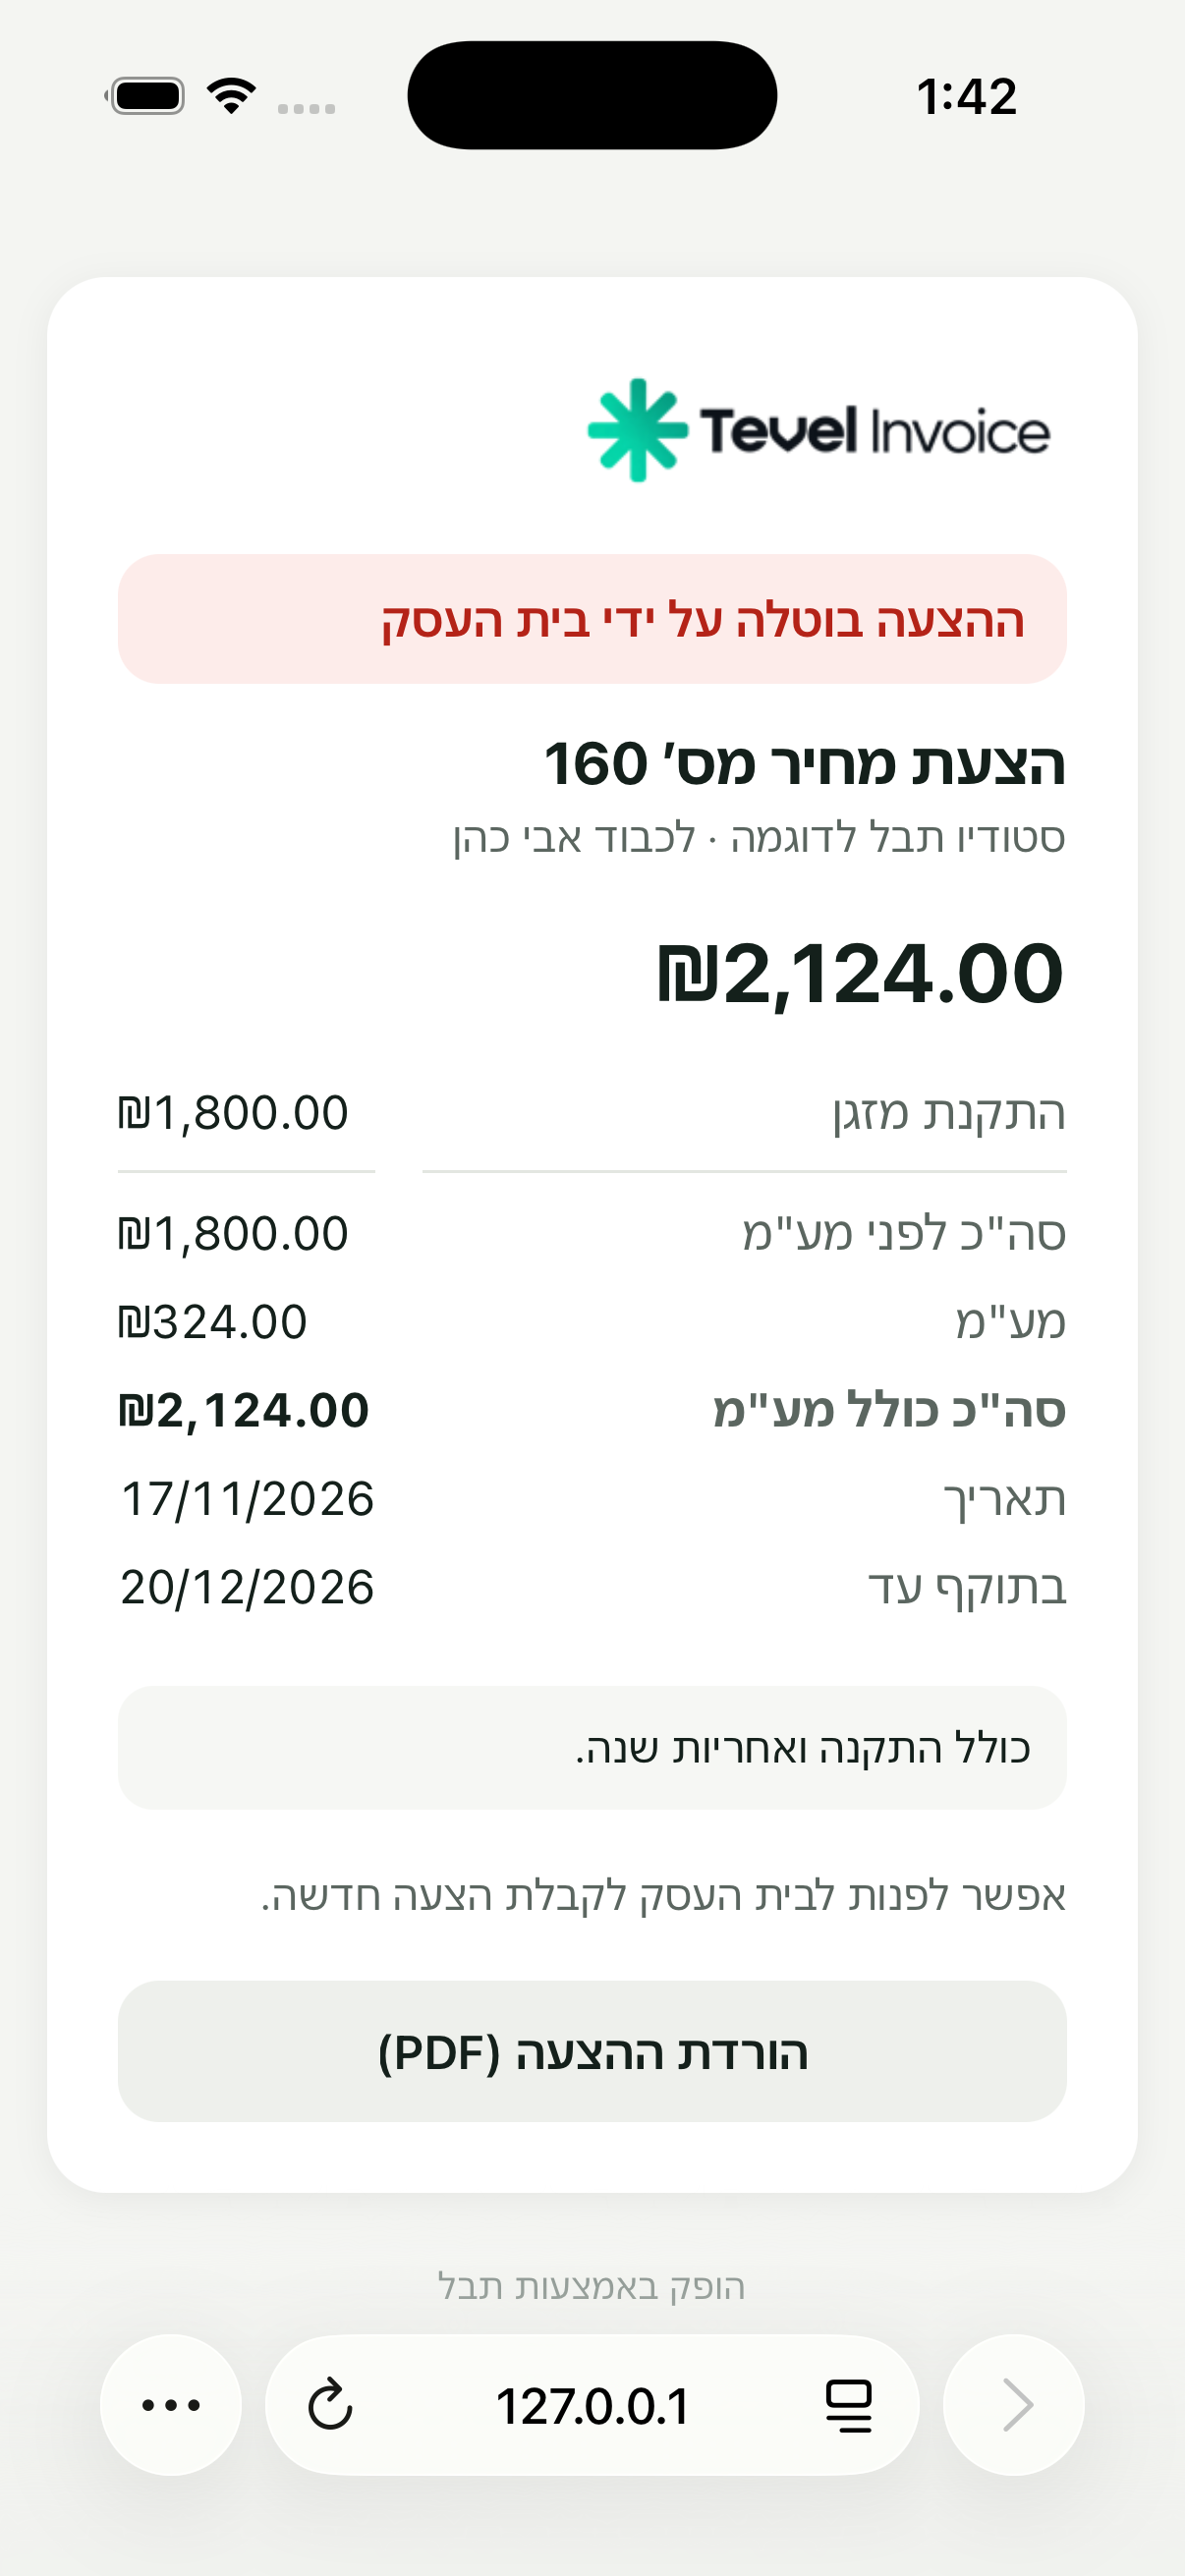 1:42
Tevel Invoice
ההצעה בוטלה על ידי בית העסק
הצעת מחיר מס׳ 160
סטודיו תבל לדוגמה · לכבוד אבי כהן
₪2,124.00
התקנת מזגן ₪1,800.00
סה"כ לפני מע"מ ₪1,800.00
מע"מ ₪324.00
סה"כ כולל מע"מ ₪2,124.00
תאריך 17/11/2026
בתוקף עד 20/12/2026
כולל התקנה ואחריות שנה.
אפשר לפנות לבית העסק לקבלת הצעה חדשה.
הורדת ההצעה (PDF)
הופק באמצעות תבל
127.0.0.1